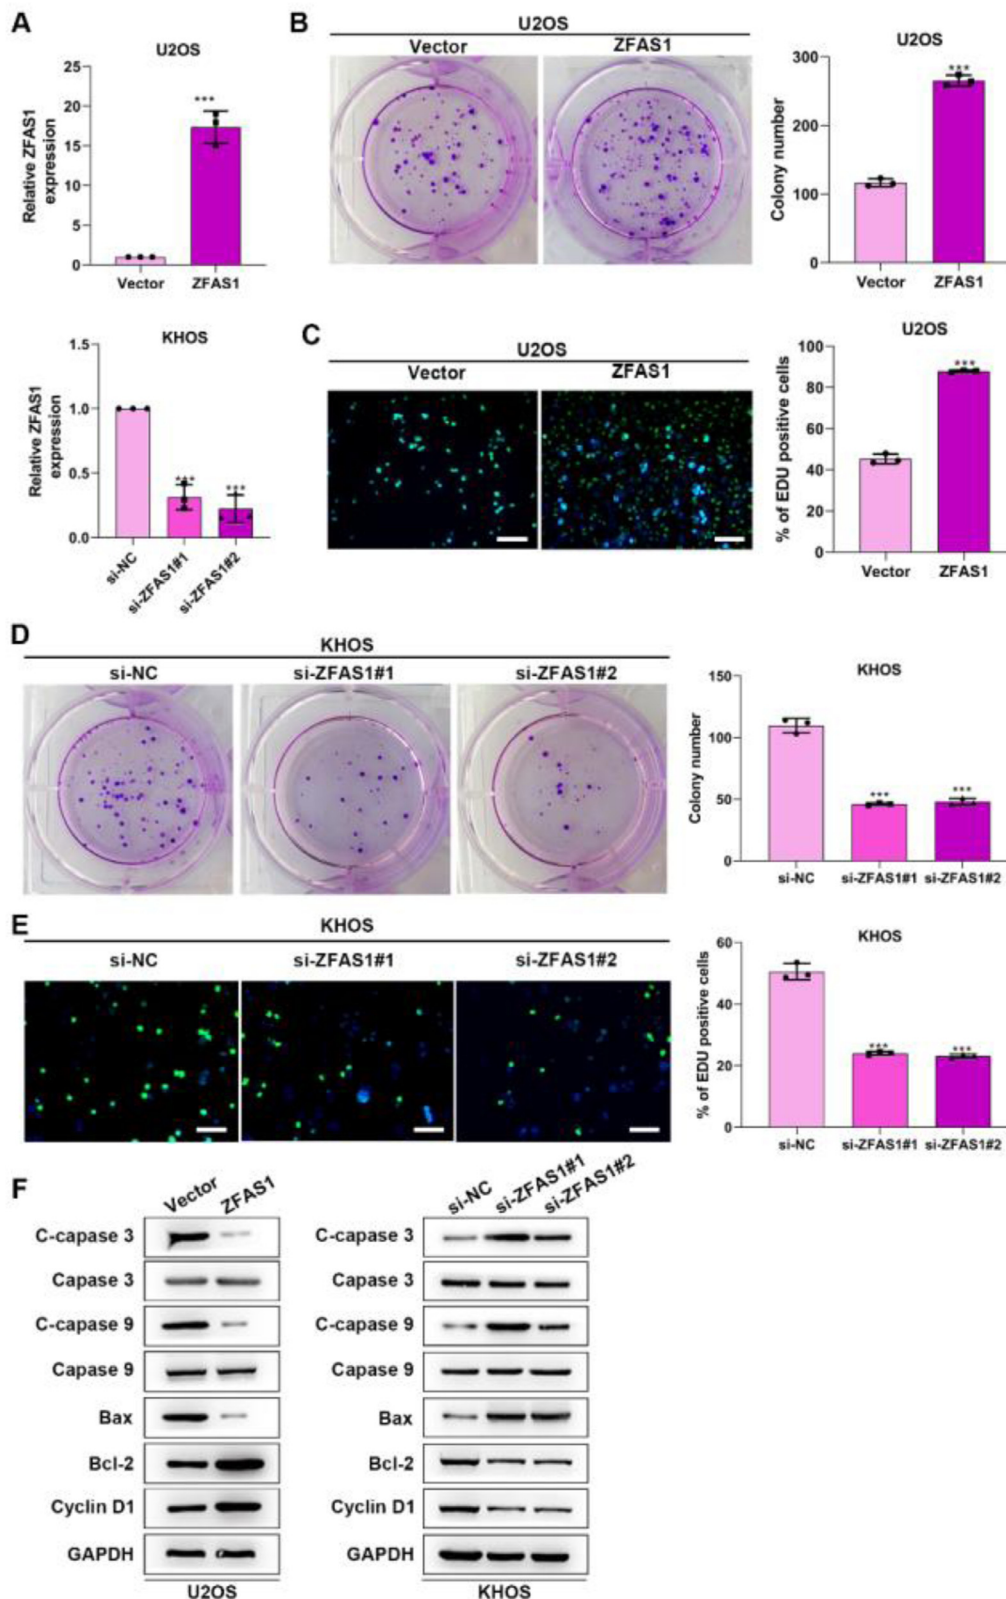 A
U2OS
Relative ZFAS1
expression
25
20
15
10
5
0
***
Vector
ZFAS1
KHOS
Relative ZFAS1
expression
1.5
1.0
0.5
0.0
***
***
si-NC
si-ZFAS1#1
si-ZFAS1#2
B
U2OS
Vector
ZFAS1
U2OS
Colony number
300
200
100
0
***
Vector
ZFAS1
C
U2OS
Vector
ZFAS1
U2OS
% of EDU positive cells
100
80
60
40
20
0
***
Vector
ZFAS1
D
KHOS
si-NC
si-ZFAS1#1
si-ZFAS1#2
KHOS
Colony number
150
100
50
0
***
***
si-NC
si-ZFAS1#1
si-ZFAS1#2
E
KHOS
si-NC
si-ZFAS1#1
si-ZFAS1#2
KHOS
% of EDU positive cells
60
40
20
0
***
***
si-NC
si-ZFAS1#1
si-ZFAS1#2
F
Vector
ZFAS1
C-capase 3
Capase 3
C-capase 9
Capase 9
Bax
Bcl-2
Cyclin D1
GAPDH
U2OS
si-NC
si-ZFAS1#1
si-ZFAS1#2
C-capase 3
Capase 3
C-capase 9
Capase 9
Bax
Bcl-2
Cyclin D1
GAPDH
KHOS